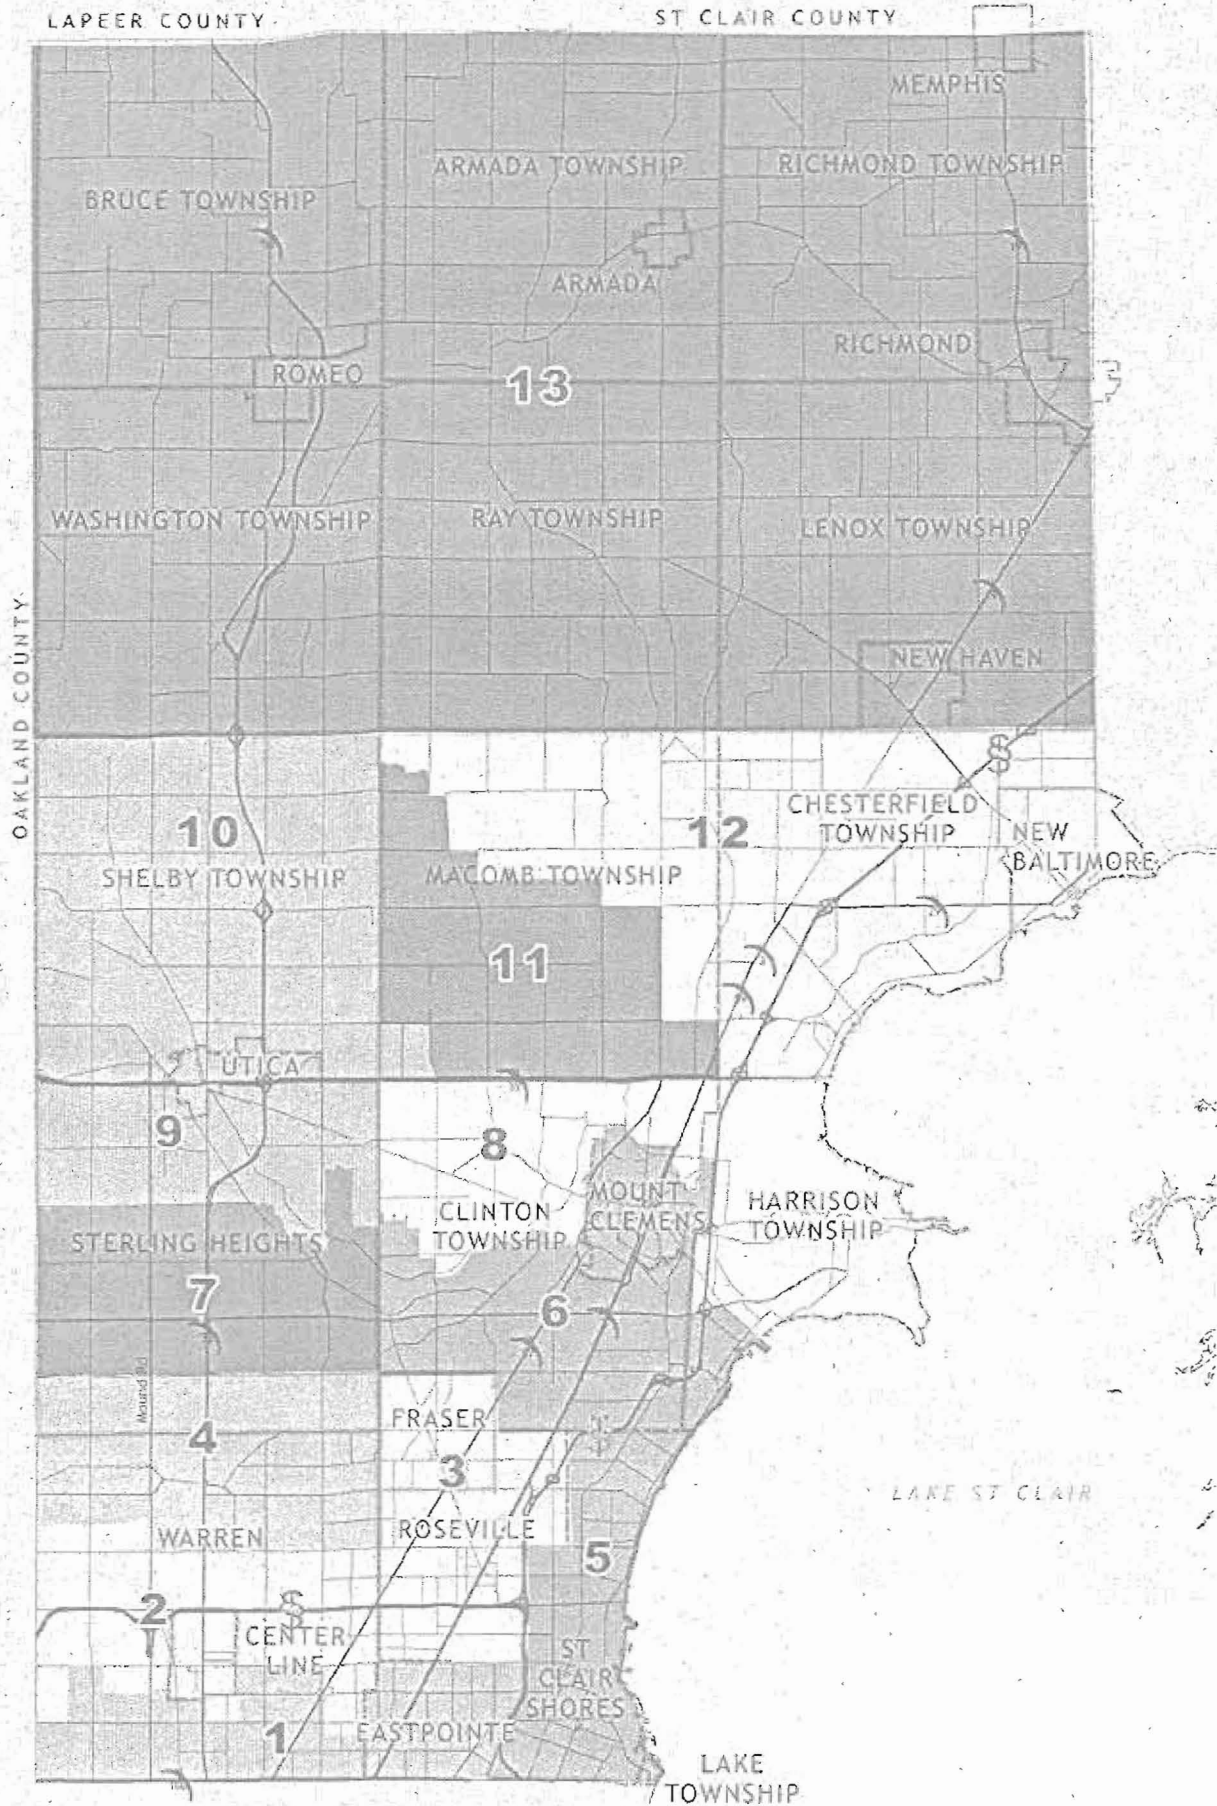 LAPEER COUNTY
ST CLAIR COUNTY
MEMPHIS
ARMADA TOWNSHIP
RICHMOND TOWNSHIP
BRUCE TOWNSHIP
ARMADA
RICHMOND
ROMEO
13
WASHINGTON TOWNSHIP
RAY TOWNSHIP
LENOX TOWNSHIP
OAKLAND COUNTY
NEW HAVEN
10
12
CHESTERFIELD
TOWNSHIP
NEW
BALTIMORE
SHELBY TOWNSHIP
MACOMB TOWNSHIP
11
UTICA
9
8
MOUNT
CLEMENS
CLINTON
TOWNSHIP
HARRISON
TOWNSHIP
STERLING HEIGHTS
7
6
Mound Rd
FRASER
4
3
LAKE ST CLAIR
WARREN
ROSEVILLE
5
2
CENTER
LINE
ST
CLAIR
SHORES
1
EASTPOINTE
LAKE
TOWNSHIP